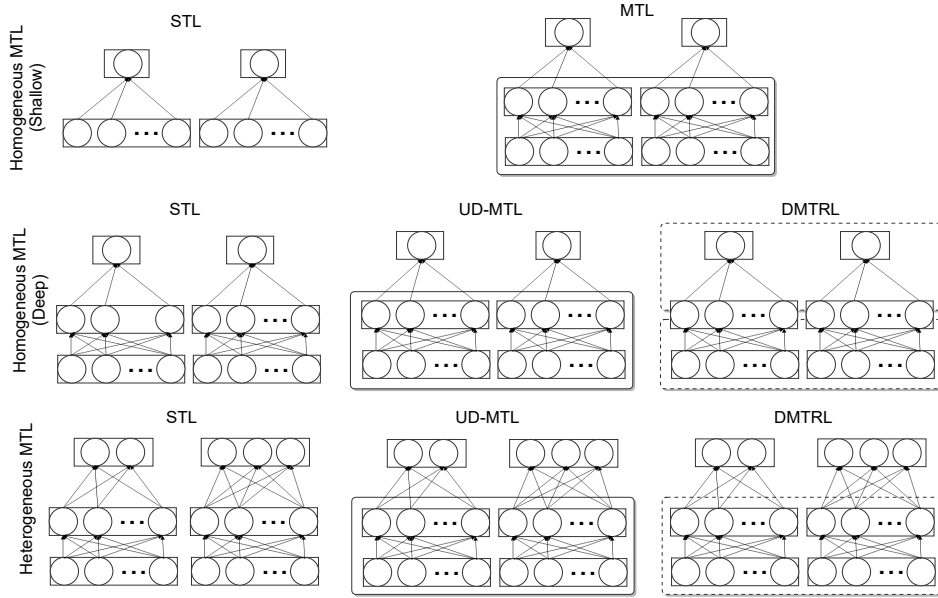 Homogeneous MTL
(Shallow)
STL
MTL
Homogeneous MTL
(Deep)
STL
UD-MTL
DMTRL
Heterogeneous MTL
STL
UD-MTL
DMTRL